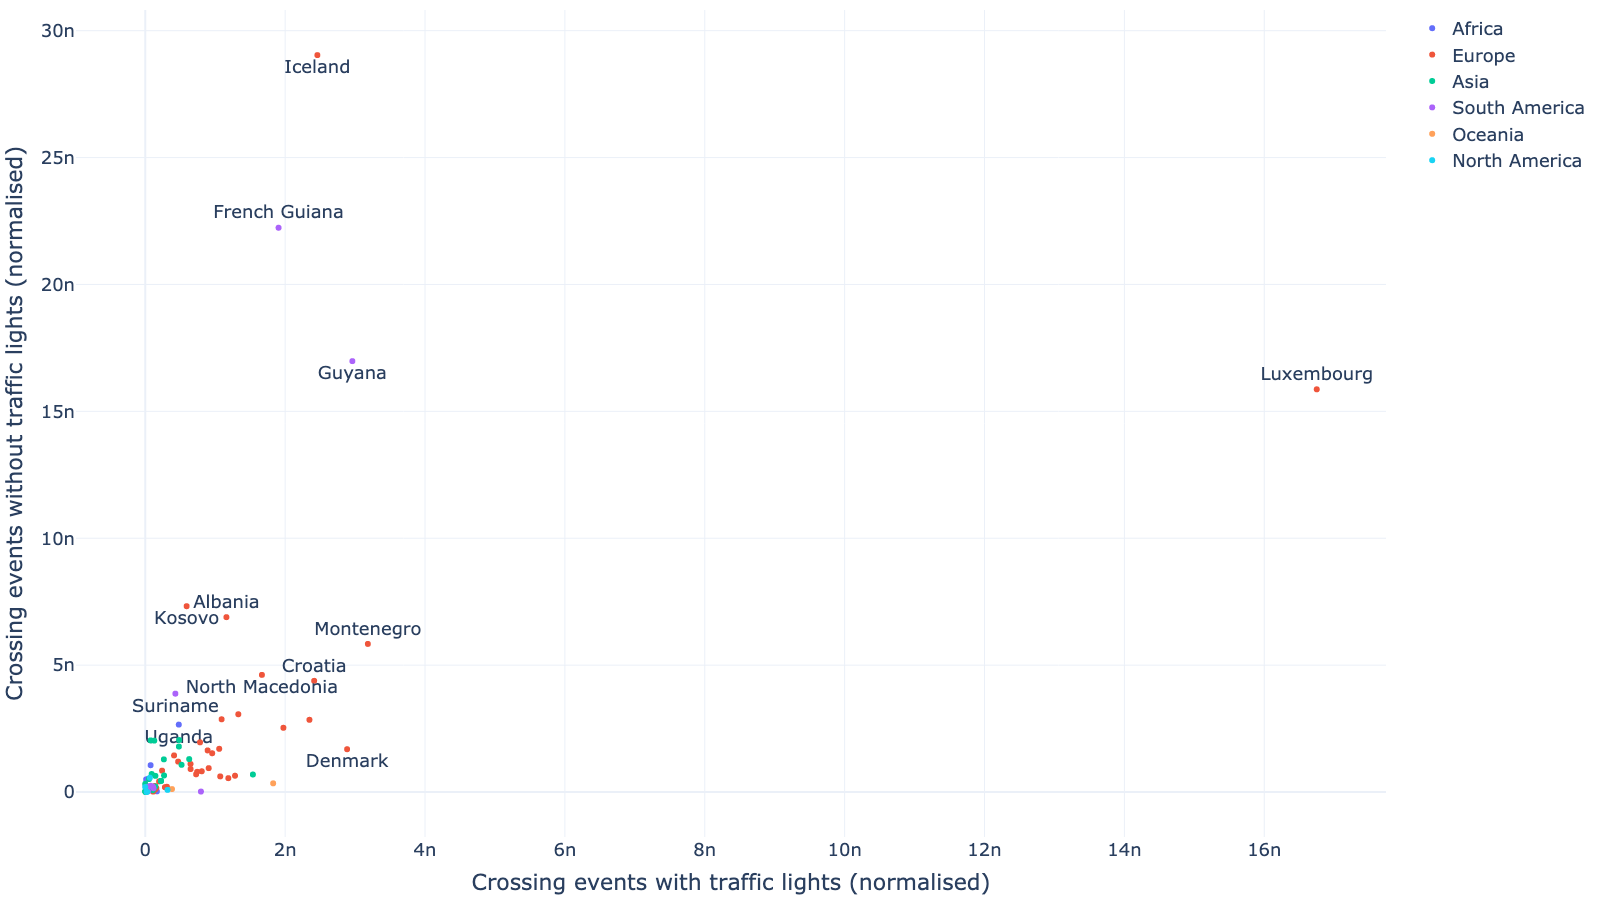 30n
25n
20n
15n
10n
5n
0
Crossing events without traffic lights (normalised)
Iceland
French Guiana
Guyana
Luxembourg
Albania
Kosovo
Montenegro
Croatia
North Macedonia
Suriname
Uganda
Denmark
0
2n
4n
6n
8n
10n
12n
14n
16n
Crossing events with traffic lights (normalised)
Africa
Europe
Asia
South America
Oceania
North America